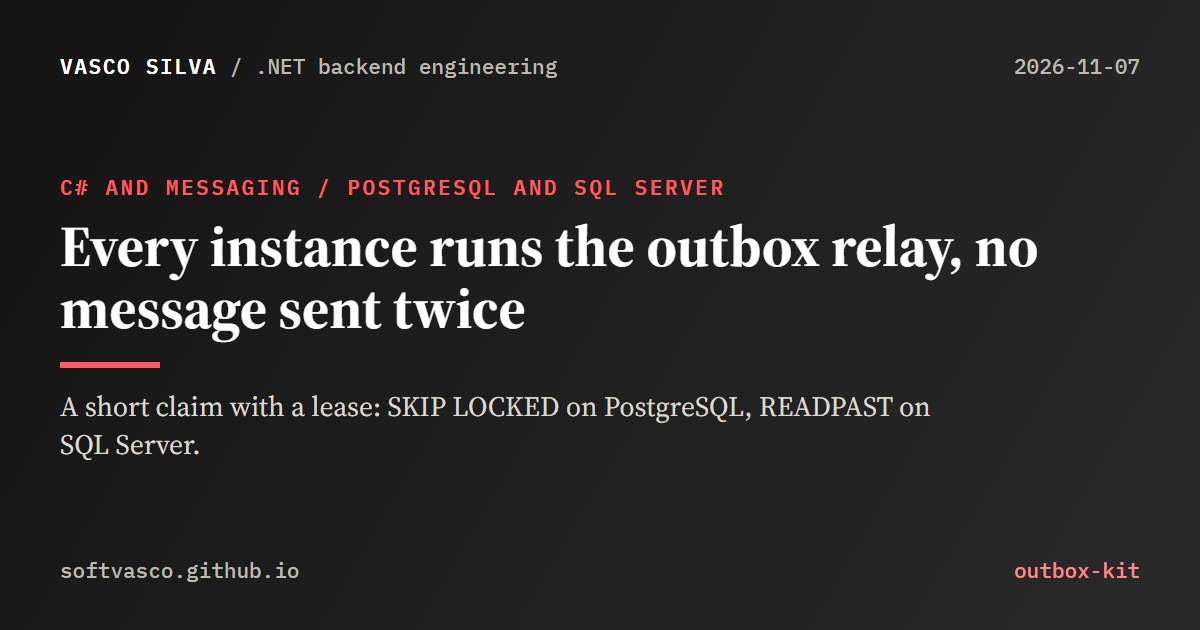 VASCO SILVA / .NET backend engineering
2026-11-07
C# AND MESSAGING / POSTGRESQL AND SQL SERVER
Every instance runs the outbox relay, no
message sent twice
A short claim with a lease: SKIP LOCKED on PostgreSQL, READPAST on
SQL Server.
softvasco.github.io
outbox-kit